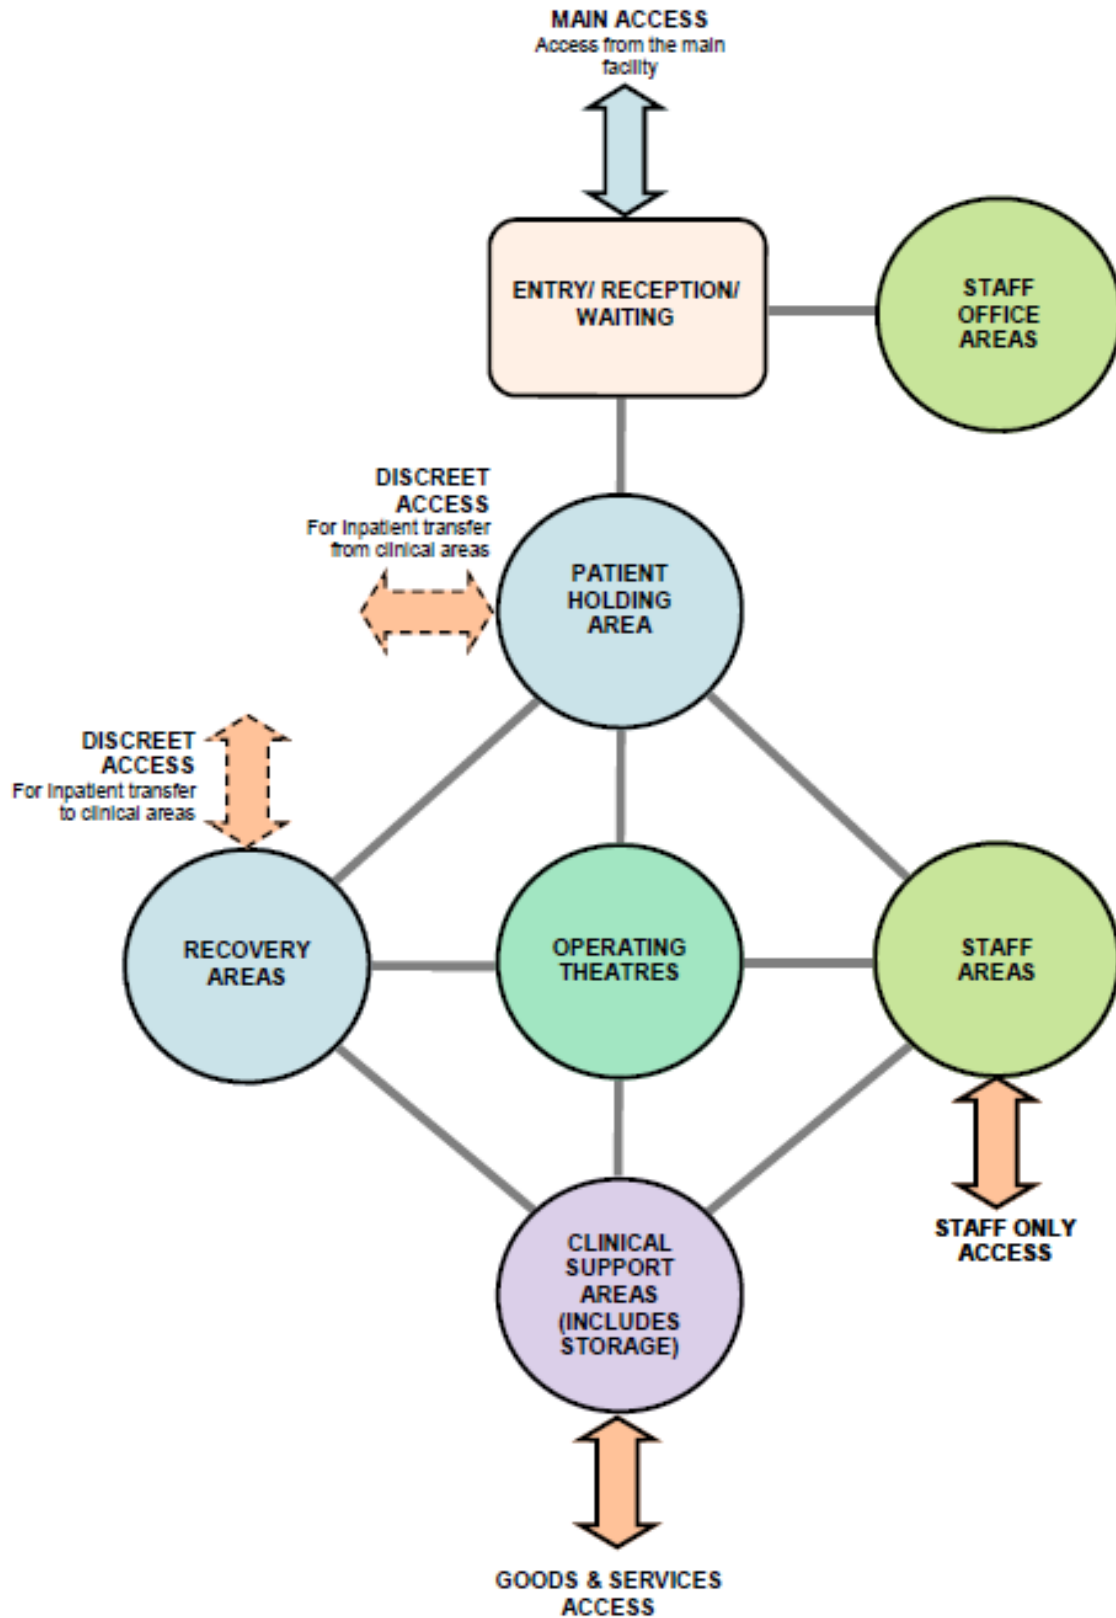 MAIN ACCESS
Access from the main
facility
ENTRY/ RECEPTION/
WAITING
STAFF
OFFICE
AREAS
DISCREET
ACCESS
For Inpatient transfer
from clinical areas
PATIENT
HOLDING
AREA
DISCREET
ACCESS
For Inpatient transfer
to clinical areas
RECOVERY
AREAS
OPERATING
THEATRES
STAFF
AREAS
STAFF ONLY
ACCESS
CLINICAL
SUPPORT
AREAS
(INCLUDES
STORAGE)
GOODS & SERVICES
ACCESS